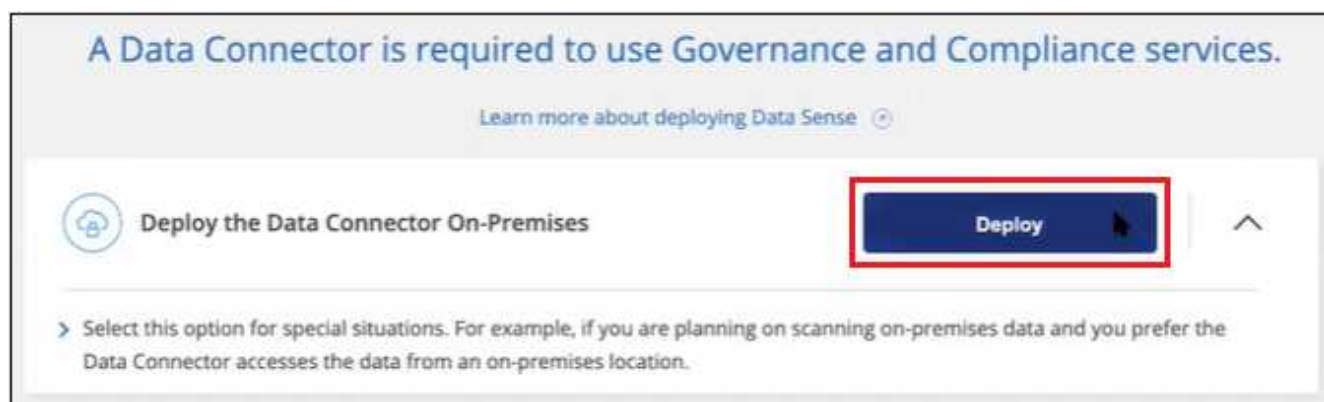 A Data Connector is required to use Governance and Compliance services.
Learn more about deploying Data Sense
Deploy the Data Connector On-Premises
Deploy
Select this option for special situations. For example, if you are planning on scanning on-premises data and you prefer the
Data Connector accesses the data from an on-premises location.